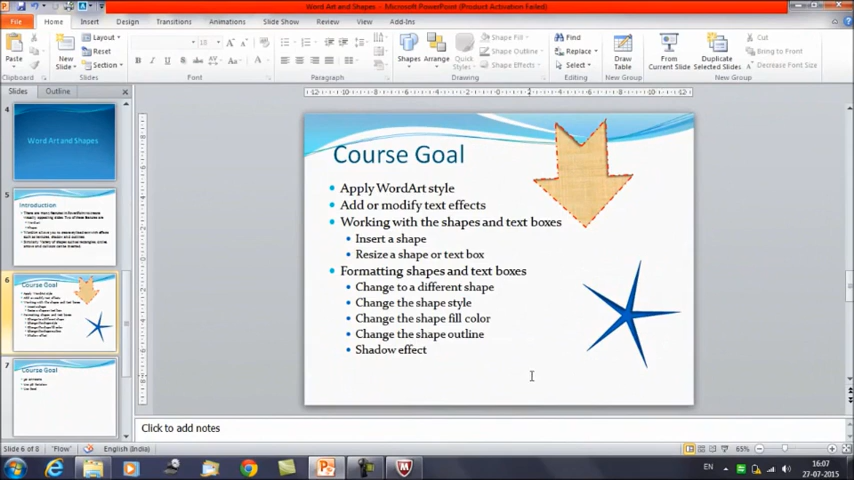 Word Art and Shapes - Microsoft PowerPoint (Product Activation Failed)
File Home Insert Design Transitions Animations Slide Show Review View Add-Ins
Paste
New Slide
Layout
Reset
Section
Shapes
Arrange
Quick Styles
Shape Fill
Shape Outline
Shape Effects
Find
Replace
Select
Draw Table
From Current Slide
Duplicate Selected Slides
Cut
Bring to Front
Decrease Font Size
Clipboard
Slides
Font
Paragraph
Drawing
Editing
New Group
New Group
Slides Outline
4
Word Art and Shapes
5
Introduction
6
Course Goal
7
Course Goal
Course Goal
Apply WordArt style
Add or modify text effects
Working with the shapes and text boxes
Insert a shape
Resize a shape or text box
Formatting shapes and text boxes
Change to a different shape
Change the shape style
Change the shape fill color
Change the shape outline
Shadow effect
Click to add notes
Slide 6 of 8 "Flow" English (India) 65%
EN 16:07
27-07-2015